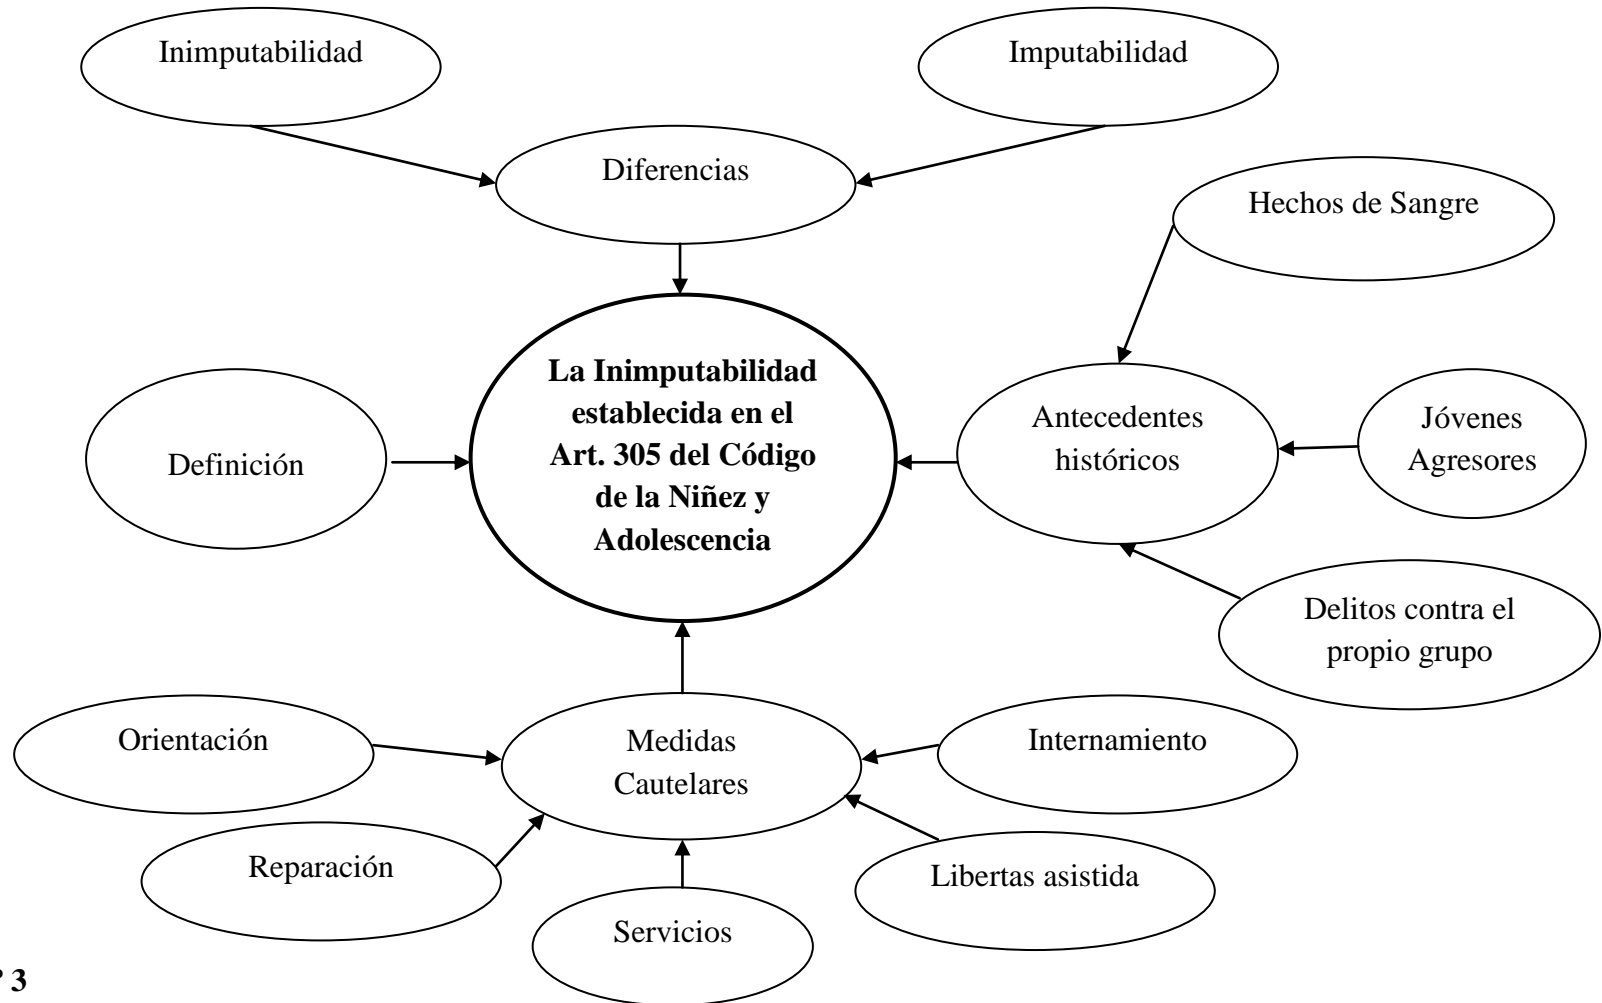 Inimputabilidad
Imputabilidad
Diferencias
Hechos de Sangre
La Inimputabilidad
establecida en el
Art. 305 del Código
de la Niñez y
Adolescencia
Definición
Antecedentes
históricos
Jóvenes
Agresores
Delitos contra el
propio grupo
Orientación
Medidas
Cautelares
Internamiento
Reparación
Libertas asistida
Servicios
3